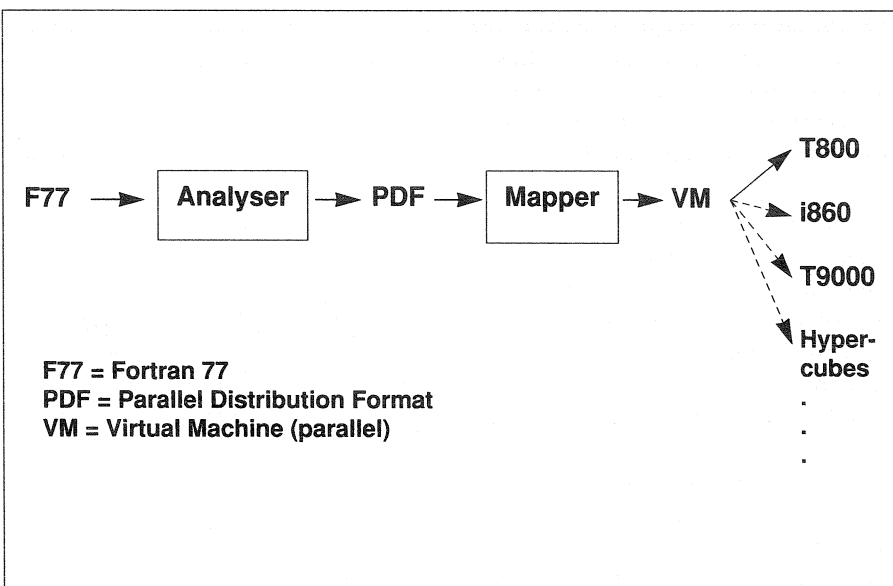 F77
Analyser
PDF
Mapper
VM
T800
i860
T9000
Hyper-
cubes
.
.
.
F77 = Fortran 77
PDF = Parallel Distribution Format
VM = Virtual Machine (parallel)